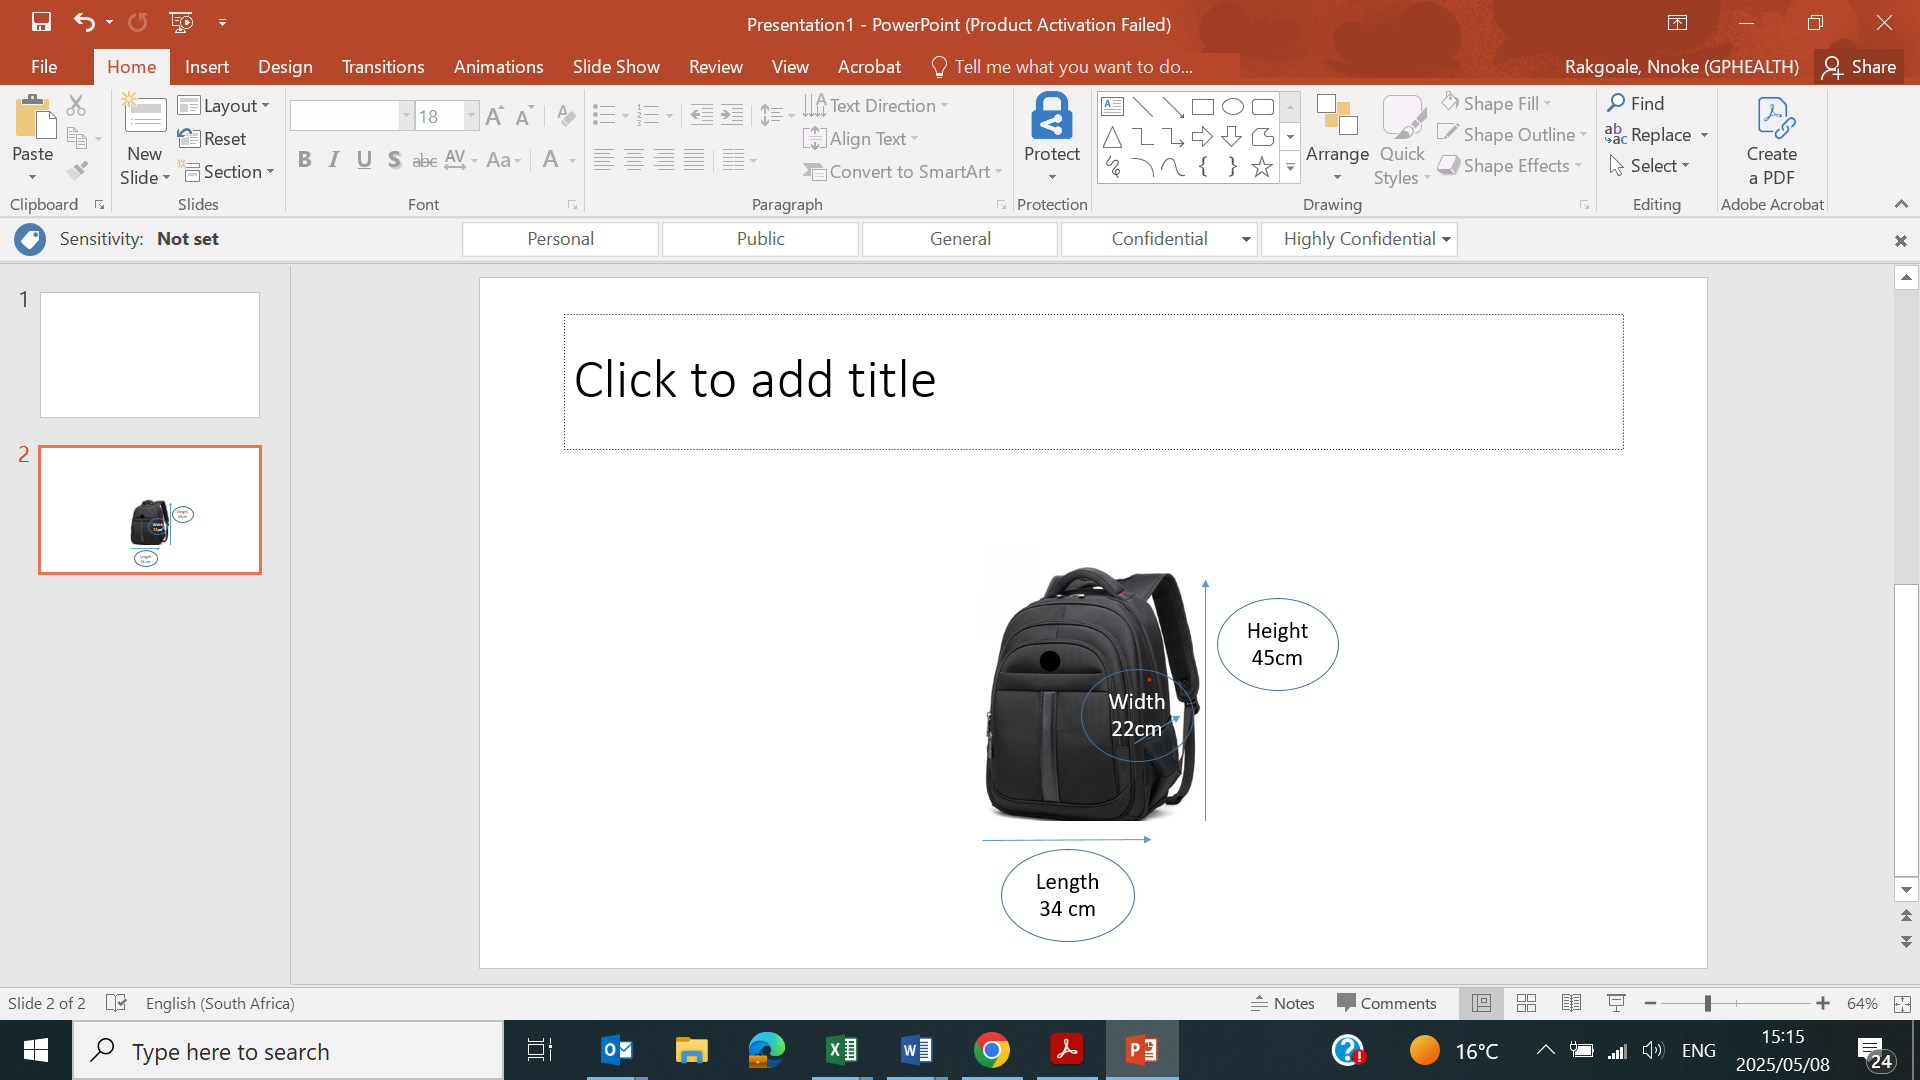 Presentation1 - PowerPoint (Product Activation Failed)
File Home Insert Design Transitions Animations Slide Show Review View Acrobat Tell me what you want to do... Rakgoale, Nnoke (GPHEALTH) Share
Paste
Clipboard
New
Slide
Layout
Reset
Section
Slides
18
B I U S abc AV Aa A
Font
Text Direction
Align Text
Convert to SmartArt
Paragraph
Protect
Protection
Arrange
Quick
Styles
Shape Fill
Shape Outline
Shape Effects
Drawing
Find
Replace
Select
Editing
Create
a PDF
Adobe Acrobat
Sensitivity: Not set
Personal Public General Confidential Highly Confidential
1
2
Click to add title
Height
45cm
Width
22cm
Length
34 cm
Slide 2 of 2 English (South Africa) Notes Comments 64%
Type here to search
16°C
ENG
15:15
2025/05/08
24